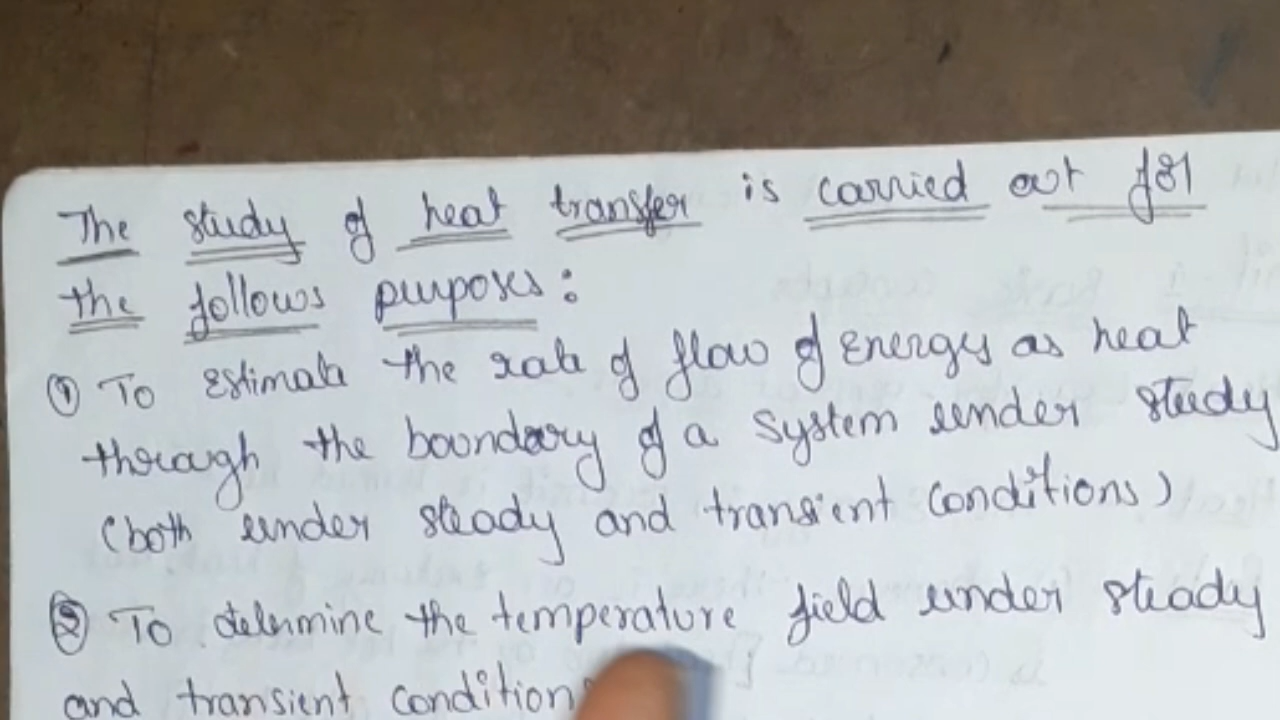 The study of heat transfer is carried out for
the follows purposes:
① To Estimate the rate of flow of Energy as heat
through the boundary of a system under study
(both under steady and transient conditions)
② To determine the temperature field under steady
and transient condition